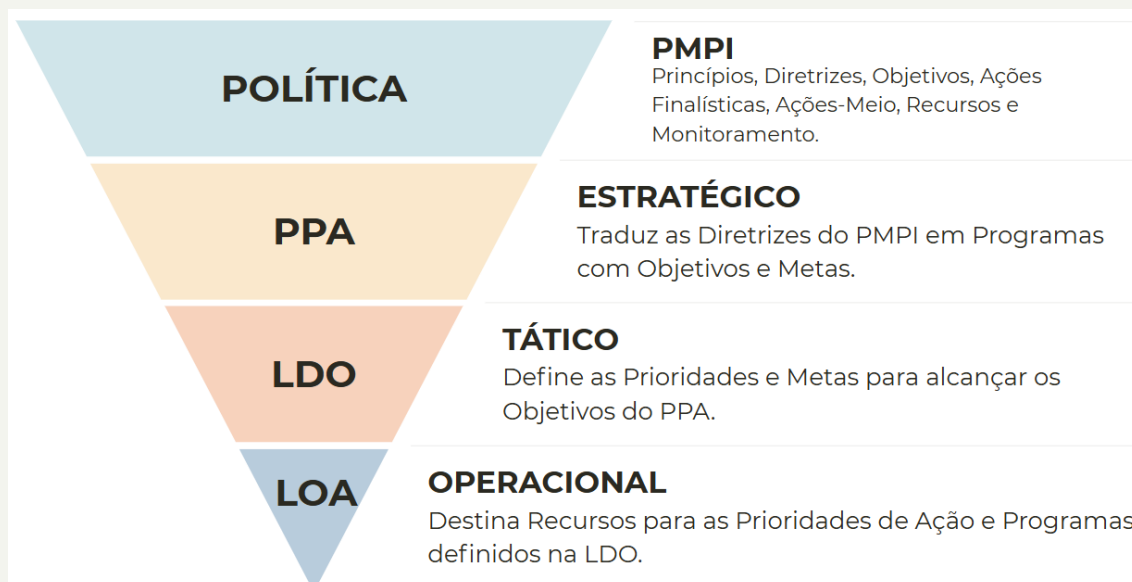 POLÍTICA
PMPI
Princípios, Diretrizes, Objetivos, Ações
Finalísticas, Ações-Meio, Recursos e
Monitoramento.
PPA
ESTRATÉGICO
Traduz as Diretrizes do PMPI em Programas
com Objetivos e Metas.
LDO
TÁTICO
Define as Prioridades e Metas para alcançar os
Objetivos do PPA.
LOA
OPERACIONAL
Destina Recursos para as Prioridades de Ação e Programas
definidos na LDO.